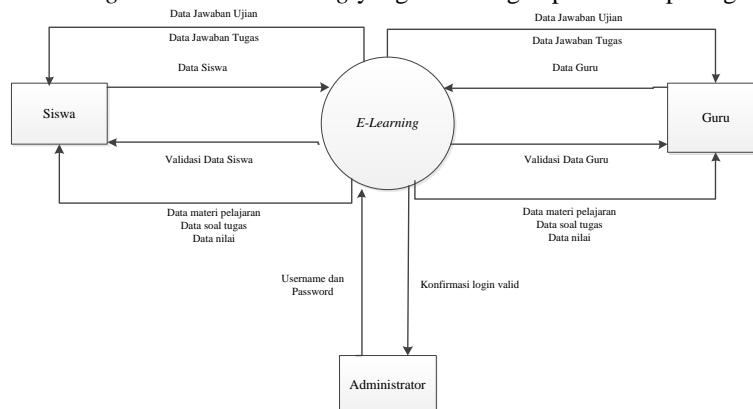 Data Jawaban Ujian
Data Jawaban Tugas
Data Siswa
Siswa
Validasi Data Siswa
Data materi pelajaran
Data soal tugas
Data nilai
E-Learning
Data Jawaban Ujian
Data Jawaban Tugas
Data Guru
Guru
Validasi Data Guru
Data materi pelajaran
Data soal tugas
Data nilai
Username dan
Password
Konfirmasi login valid
Administrator